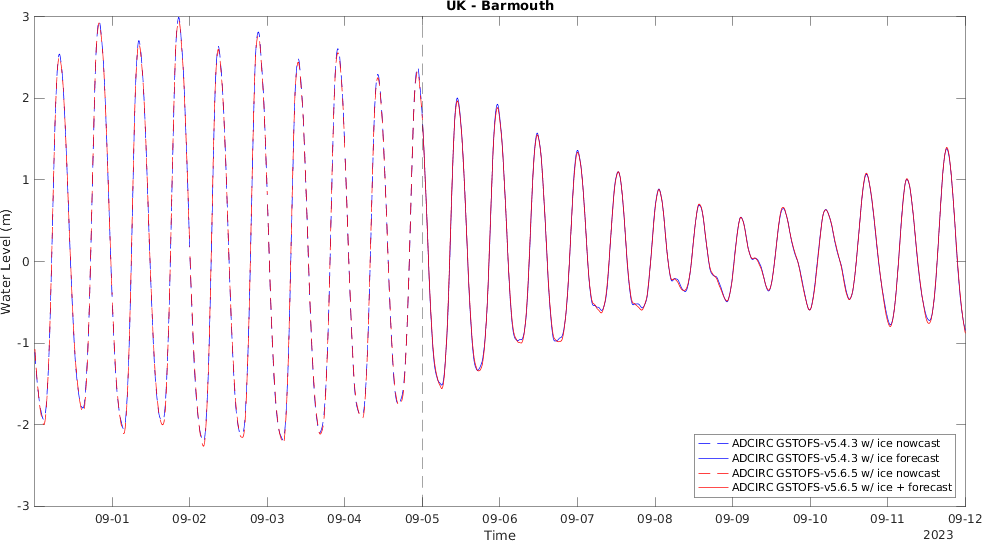 UK - Barmouth
3
2
1
0
-1
-2
-3
Water Level (m)
09-01 09-02 09-03 09-04 09-05 09-06 09-07 09-08 09-09 09-10 09-11 09-12
Time
2023
ADCIRC GSTOFS-v5.4.3 w/ ice nowcast
ADCIRC GSTOFS-v5.4.3 w/ ice forecast
ADCIRC GSTOFS-v5.6.5 w/ ice nowcast
ADCIRC GSTOFS-v5.6.5 w/ ice + forecast